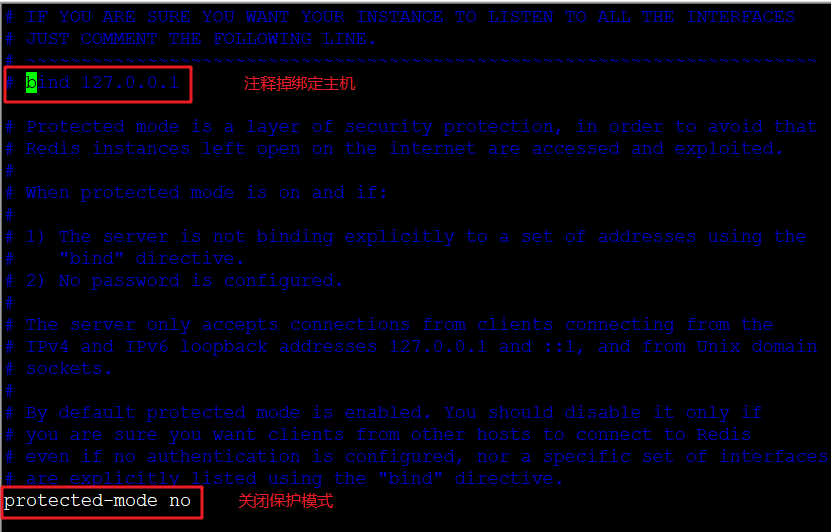 # IF YOU ARE SURE YOU WANT YOUR INSTANCE TO LISTEN TO ALL THE INTERFACES
# JUST COMMENT THE FOLLOWING LINE.
# ~~~~~~~~~~~~~~~~~~~~~~~~~~~~~~~~~~~~~~~~~~~~~~~~~~~~~~~~~~~~~~~~~~~~~~~~
# bind 127.0.0.1 注释掉绑定主机
# Protected mode is a layer of security protection, in order to avoid that
# Redis instances left open on the internet are accessed and exploited.
#
# When protected mode is on and if:
#
# 1) The server is not binding explicitly to a set of addresses using the
#    "bind" directive.
# 2) No password is configured.
#
# The server only accepts connections from clients connecting from the
# IPv4 and IPv6 loopback addresses 127.0.0.1 and ::1, and from Unix domain
# sockets.
#
# By default protected mode is enabled. You should disable it only if
# you are sure you want clients from other hosts to connect to Redis
# even if no authentication is configured, nor a specific set of interfaces
# are explicitly listed using the "bind" directive.
protected-mode no 关闭保护模式